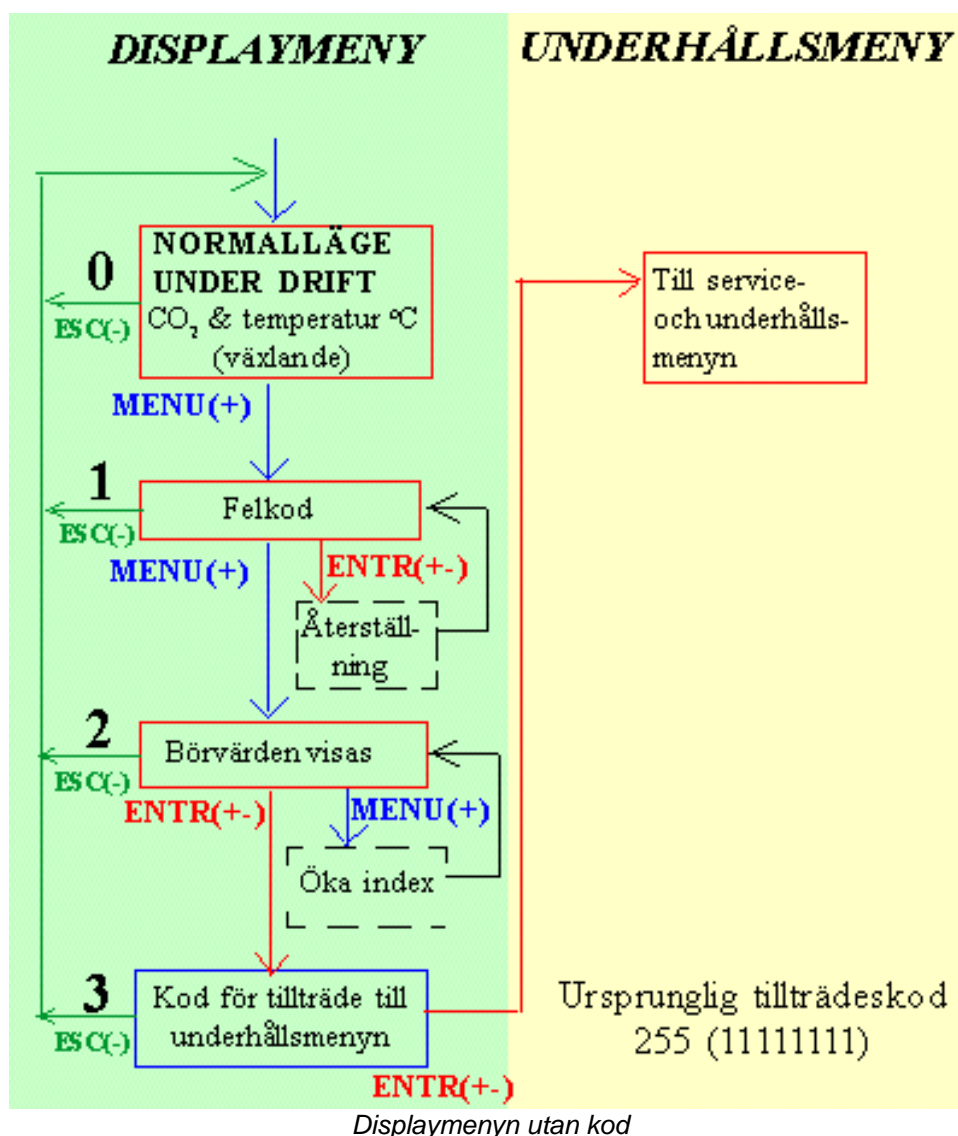 DISPLAYMENY
UNDERHÅLLSMENY
0
ESC(-)
NORMALLÄGE
UNDER DRIFT
CO₂ & temperatur ºC
(växlande)
Till service-
och underhålls-
menyn
MENU(+)
1
ESC(-)
Felkod
MENU(+)
ENTR(+-)
Återställ-
ning
2
ESC(-)
Börvärden visas
ENTR(+-)
MENU(+)
Öka index
3
ESC(-)
Kod för tillträde till
underhållsmenyn
ENTR(+-)
Ursprunglig tillträdeskod
255 (11111111)
Displaymenyn utan kod